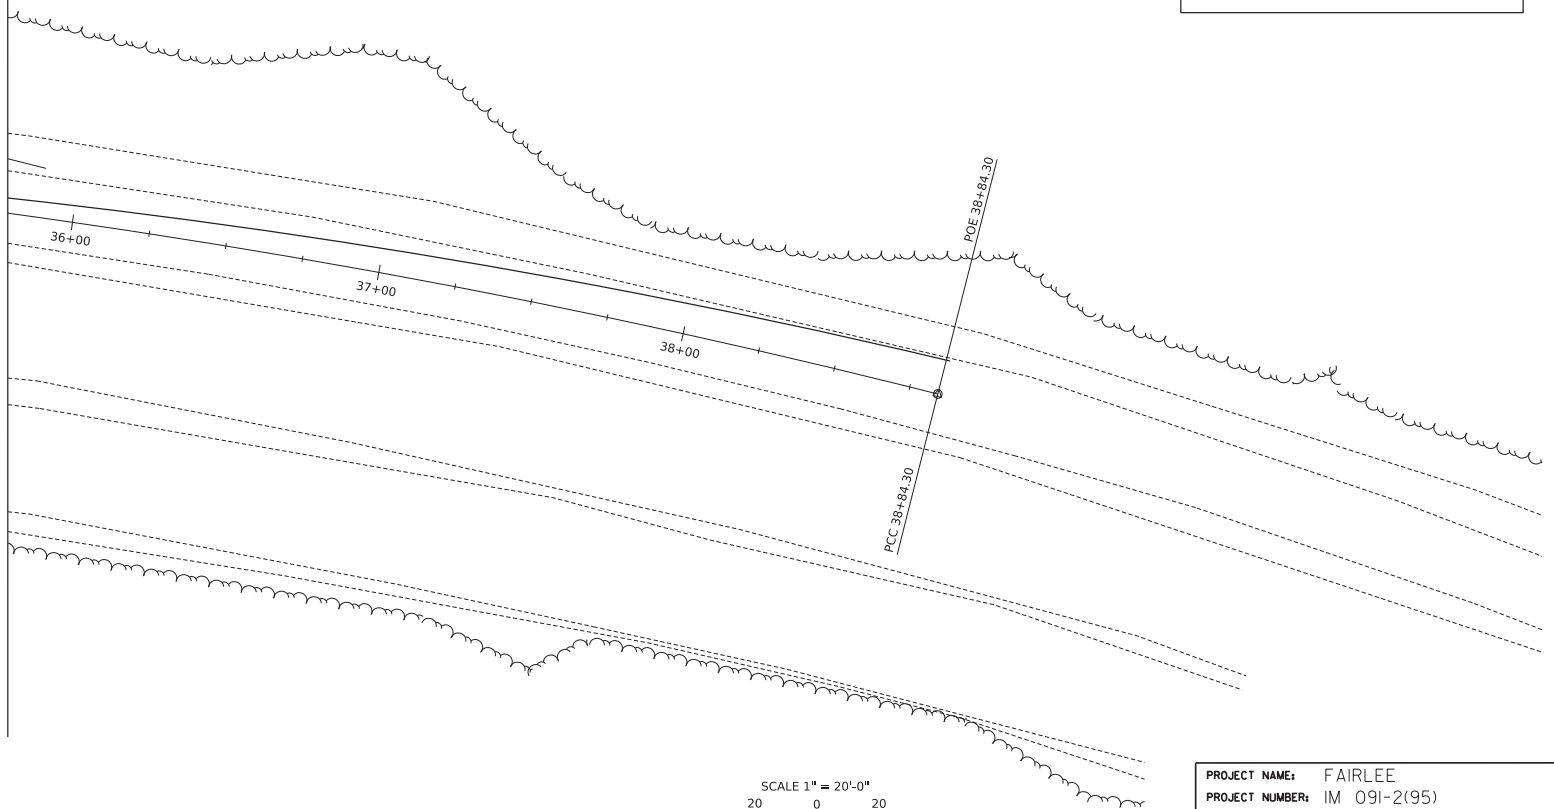 POE 38+84.30
36+00
37+00
38+00
PCC 38+84.30
SCALE 1" = 20'-0"
20 0 20
PROJECT NAME: FAIRLEE
PROJECT NUMBER: IM 091-2(95)